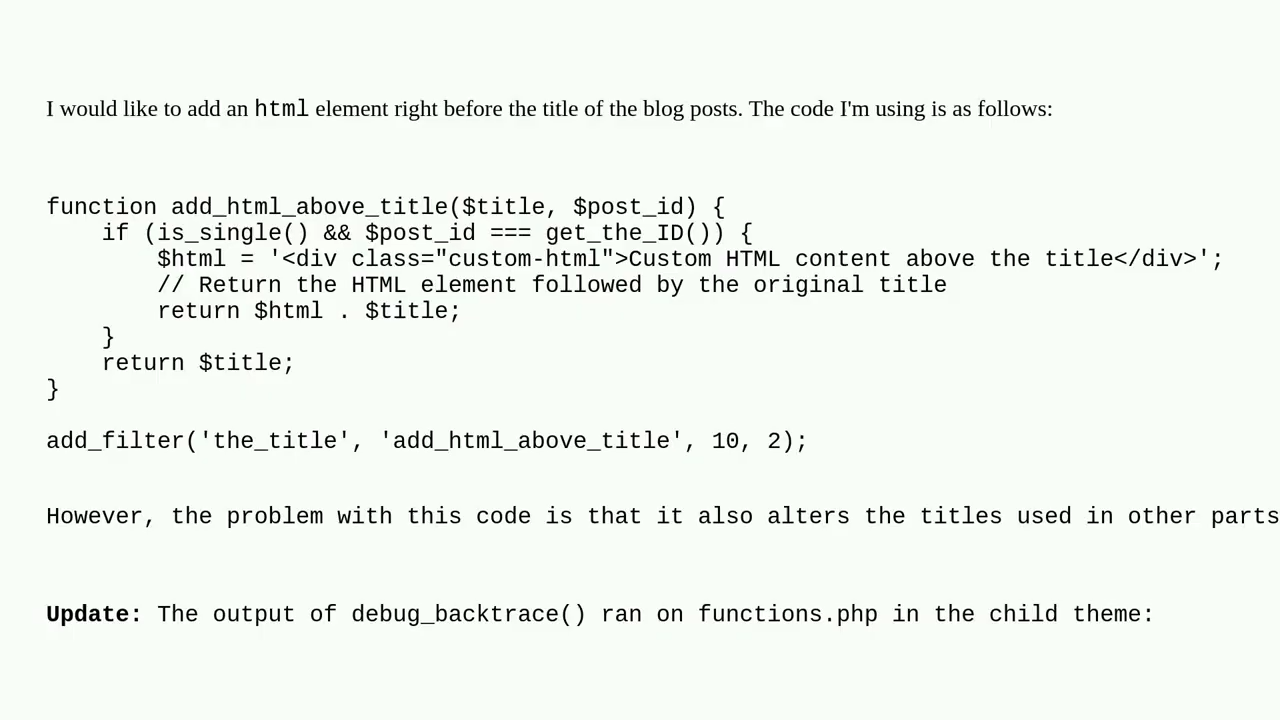 I would like to add an html element right before the title of the blog posts. The code I'm using is as follows:
function add_html_above_title($title, $post_id) {
    if (is_single() && $post_id === get_the_ID()) {
        $html = '<div class="custom-html">Custom HTML content above the title</div>';
        // Return the HTML element followed by the original title
        return $html . $title;
    }
    return $title;
}
add_filter('the_title', 'add_html_above_title', 10, 2);
However, the problem with this code is that it also alters the titles used in other parts
Update: The output of debug_backtrace() ran on functions.php in the child theme: